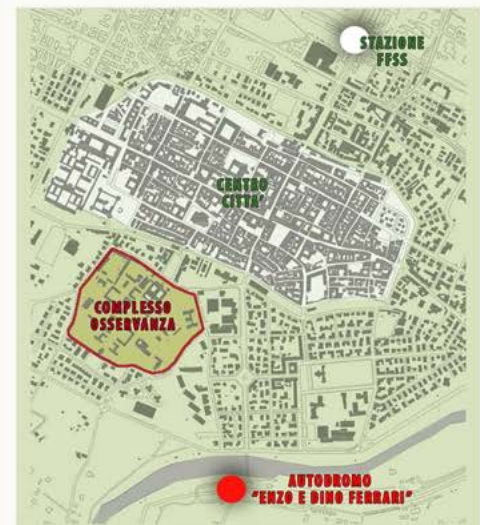 STAZIONE
FFSS
CENTRO
CITTA'
COMPLESSO
OSSERVANZA
AUTODROMO
"ENZO E DINO FERRARI"